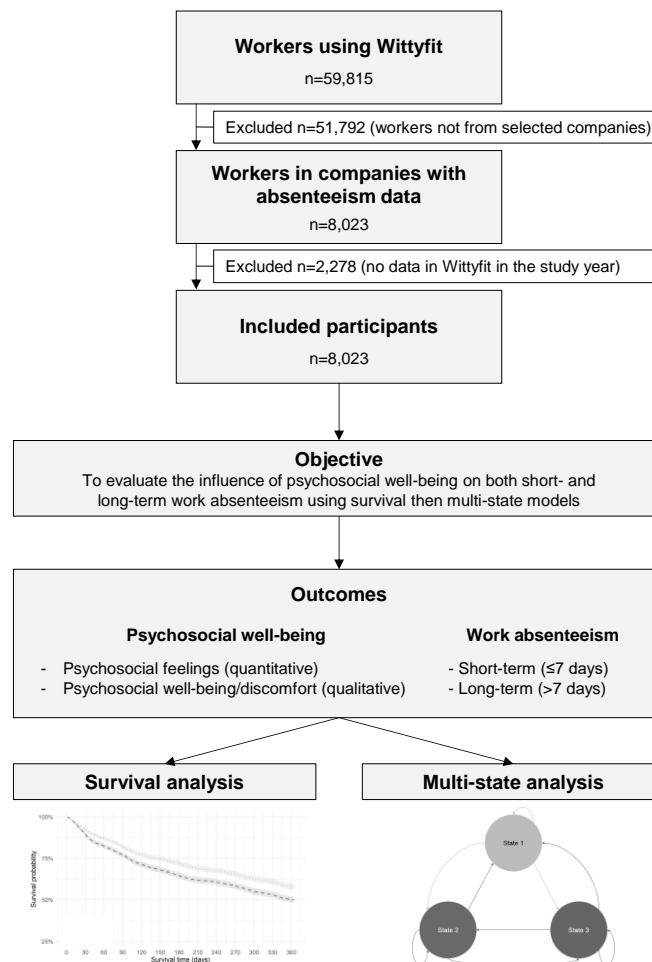 Workers using Wittyfit
n=59,815
Excluded n=51,792 (workers not from selected companies)
Workers in companies with
absenteeism data
n=8,023
Excluded n=2,278 (no data in Wittyfit in the study year)
Included participants
n=8,023
Objective
To evaluate the influence of psychosocial well-being on both short- and
long-term work absenteeism using survival then multi-state models
Outcomes
Psychosocial well-being
- Psychosocial feelings (quantitative)
- Psychosocial well-being/discomfort (qualitative)
Work absenteeism
- Short-term (≤7 days)
- Long-term (>7 days)
Survival analysis
100%
75%
50%
25%
Survival probability
0 30 60 90 120 150 180 210 240 270 300 330 360
Survival time (days)
Multi-state analysis
State 1
State 2
State 3